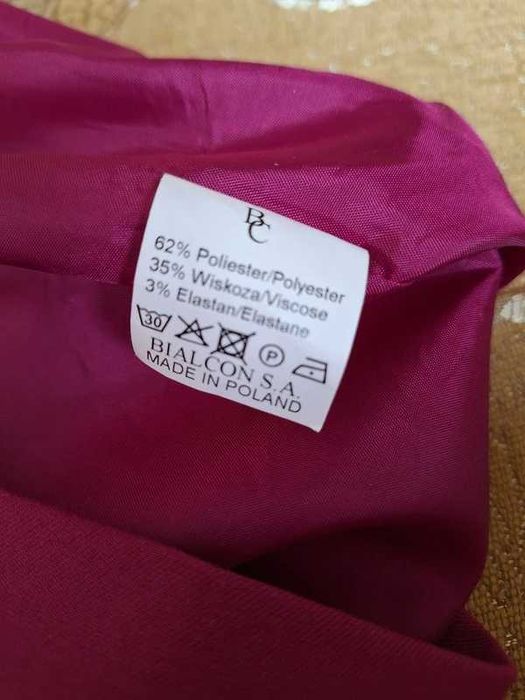 BC
62% Poliester/Polyester
35% Wiskoza/Viscose
3% Elastan/Elastane
30 P
BIALCON S.A.
MADE IN POLAND